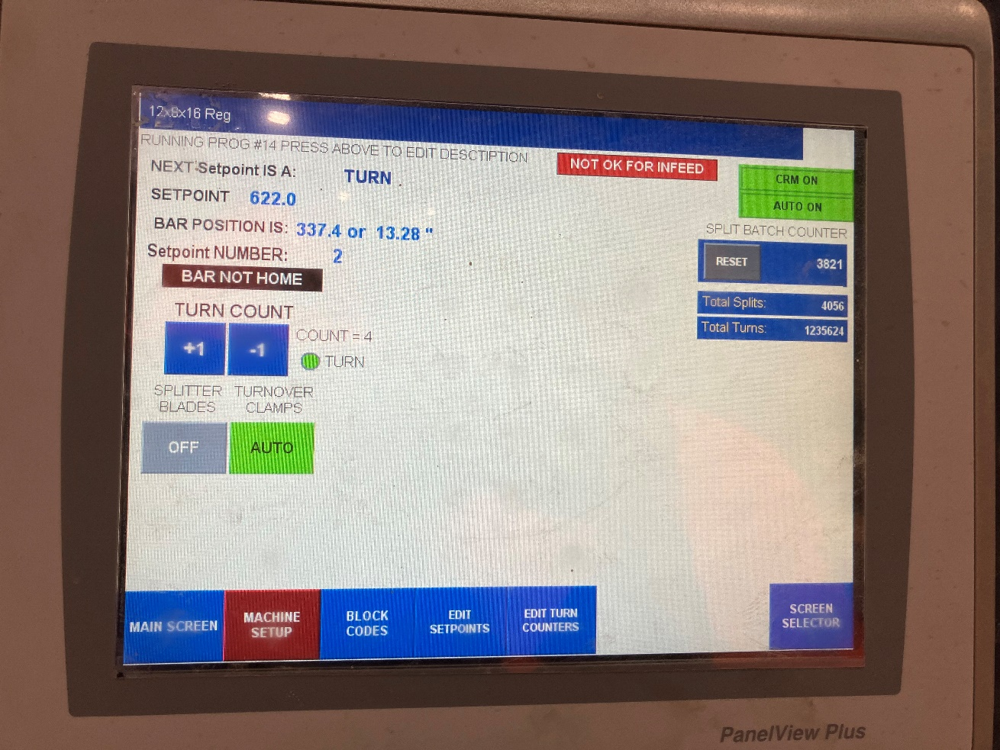 12x8x16 Reg
RUNNING PROG #14 PRESS ABOVE TO EDIT DESCTIPTION
NEXT Setpoint IS A: TURN
NOT OK FOR INFEED
CRM ON
AUTO ON
SETPOINT 622.0
BAR POSITION IS: 337.4 or 13.28 "
SPLIT BATCH COUNTER
Setpoint NUMBER: 2
RESET 3821
BAR NOT HOME
Total Splits: 4056
Total Turns: 1235624
TURN COUNT
+1 -1
COUNT = 4
TURN
SPLITTER
BLADES
TURNOVER
CLAMPS
OFF
AUTO
MAIN SCREEN
MACHINE
SETUP
BLOCK
CODES
EDIT
SETPOINTS
EDIT TURN
COUNTERS
SCREEN
SELECTOR
PanelView Plus